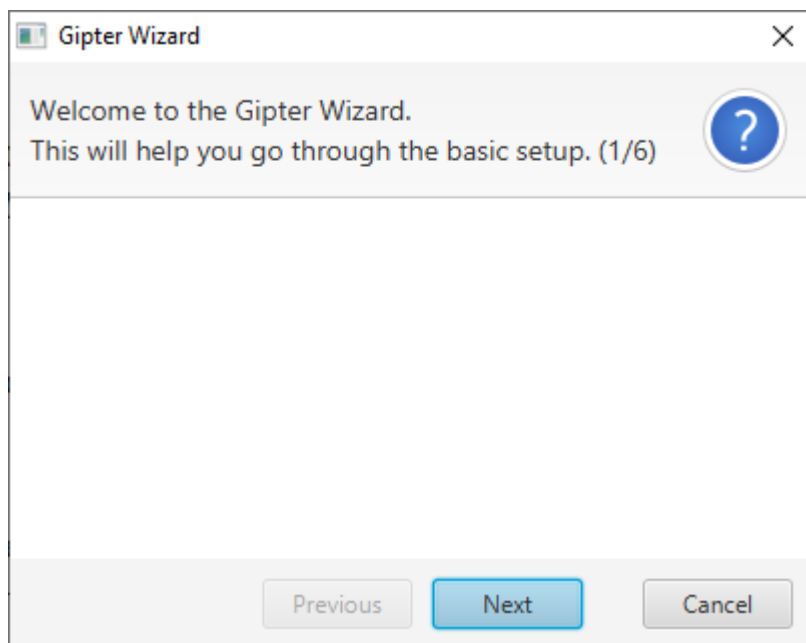 Gipter Wizard
Welcome to the Gipter Wizard.
This will help you go through the basic setup. (1/6)
?
Previous
Next
Cancel